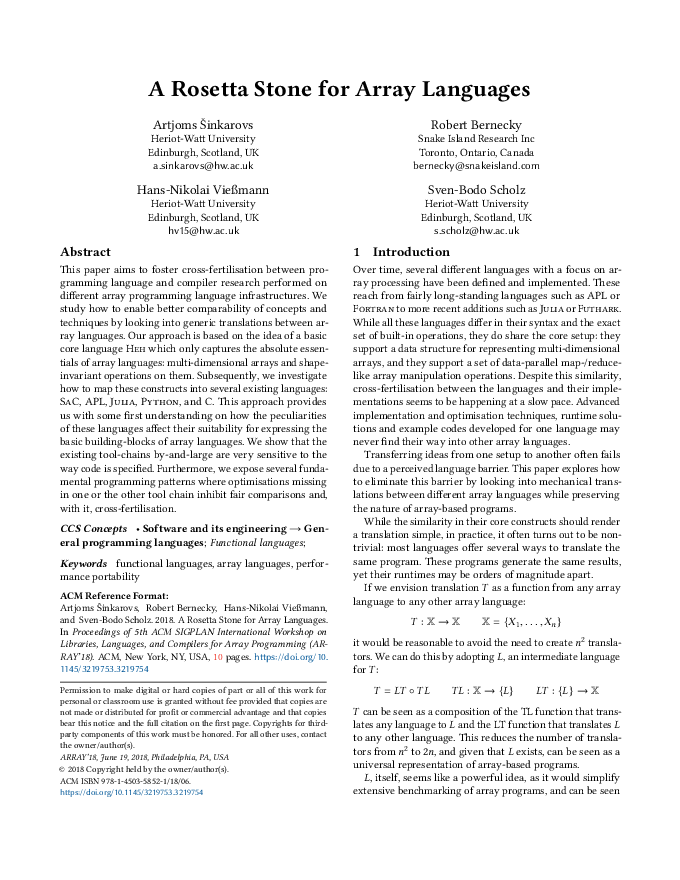 A Rosetta Stone for Array Languages
Artjoms Šinkarovs
Heriot-Watt University
Edinburgh, Scotland, UK
a.sinkarovs@hw.ac.uk
Robert Bernecky
Snake Island Research Inc
Toronto, Ontario, Canada
bernecky@snakeisland.com
Hans-Nikolai Vießmann
Heriot-Watt University
Edinburgh, Scotland, UK
hv15@hw.ac.uk
Sven-Bodo Scholz
Heriot-Watt University
Edinburgh, Scotland, UK
s.scholz@hw.ac.uk
Abstract
This paper aims to foster cross-fertilisation between pro-
gramming language and compiler research performed on
different array programming language infrastructures. We
study how to enable better comparability of concepts and
techniques by looking into generic translations between ar-
ray languages. Our approach is based on the idea of a basic
core language Heh which only captures the absolute essen-
tials of array languages: multi-dimensional arrays and shape-
invariant operations on them. Subsequently, we investigate
how to map these constructs into several existing languages:
SaC, APL, Julia, Python, and C. This approach provides
us with some first understanding on how the peculiarities
of these languages affect their suitability for expressing the
basic building-blocks of array languages. We show that the
existing tool-chains by-and-large are very sensitive to the
way code is specified. Furthermore, we expose several funda-
mental programming patterns where optimisations missing
in one or the other tool chain inhibit fair comparisons and,
with it, cross-fertilisation.
CCS Concepts • Software and its engineering → Gen-
eral programming languages; Functional languages;
Keywords functional languages, array languages, perfor-
mance portability
ACM Reference Format:
Artjoms Šinkarovs, Robert Bernecky, Hans-Nikolai Vießmann,
and Sven-Bodo Scholz. 2018. A Rosetta Stone for Array Languages.
In Proceedings of 5th ACM SIGPLAN International Workshop on
Libraries, Languages, and Compilers for Array Programming (AR-
RAY'18). ACM, New York, NY, USA, 10 pages. https://doi.org/10.
1145/3219753.3219754
Permission to make digital or hard copies of part or all of this work for
personal or classroom use is granted without fee provided that copies are
not made or distributed for profit or commercial advantage and that copies
bear this notice and the full citation on the first page. Copyrights for third-
party components of this work must be honored. For all other uses, contact
the owner/author(s).
ARRAY'18, June 19, 2018, Philadelphia, PA, USA
© 2018 Copyright held by the owner/author(s).
ACM ISBN 978-1-4503-5852-1/18/06.
https://doi.org/10.1145/3219753.3219754
1 Introduction
Over time, several different languages with a focus on ar-
ray processing have been defined and implemented. These
reach from fairly long-standing languages such as APL or
Fortran to more recent additions such as Julia or Futhark.
While all these languages differ in their syntax and the exact
set of built-in operations, they do share the core setup: they
support a data structure for representing multi-dimensional
arrays, and they support a set of data-parallel map-/reduce-
like array manipulation operations. Despite this similarity,
cross-fertilisation between the languages and their imple-
mentations seems to be happening at a slow pace. Advanced
implementation and optimisation techniques, runtime solu-
tions and example codes developed for one language may
never find their way into other array languages.
Transferring ideas from one setup to another often fails
due to a perceived language barrier. This paper explores how
to eliminate this barrier by looking into mechanical trans-
lations between different array languages while preserving
the nature of array-based programs.
While the similarity in their core constructs should render
a translation simple, in practice, it often turns out to be non-
trivial: most languages offer several ways to translate the
same program. These programs generate the same results,
yet their runtimes may be orders of magnitude apart.
If we envision translation T as a function from any array
language to any other array language:
T : 𝕏 → 𝕏 𝕏 = {X₁, . . . , Xₙ}
it would be reasonable to avoid the need to create n² transla-
tors. We can do this by adopting L, an intermediate language
for T:
T = LT ∘ TL TL : 𝕏 → {L} LT : {L} → 𝕏
T can be seen as a composition of the TL function that trans-
lates any language to L and the LT function that translates L
to any other language. This reduces the number of transla-
tors from n² to 2n, and given that L exists, can be seen as a
universal representation of array-based programs.
L, itself, seems like a powerful idea, as it would simplify
extensive benchmarking of array programs, and can be seen